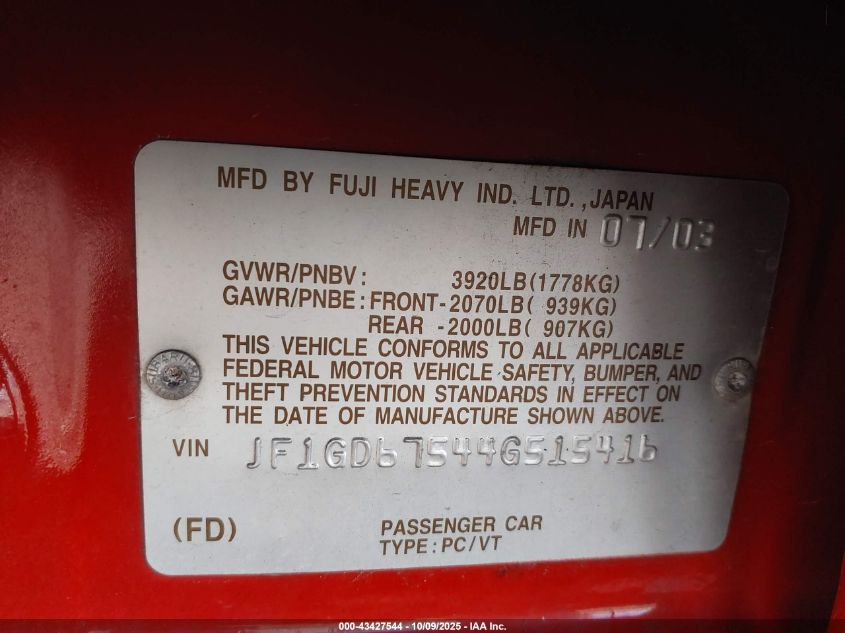 MFD BY FUJI HEAVY IND. LTD., JAPAN
MFD IN 07/03
GVWR/PNBV: 3920LB(1778KG)
GAWR/PNBE: FRONT-2070LB( 939KG)
REAR -2000LB( 907KG)
THIS VEHICLE CONFORMS TO ALL APPLICABLE
FEDERAL MOTOR VEHICLE SAFETY, BUMPER, AND
THEFT PREVENTION STANDARDS IN EFFECT ON
THE DATE OF MANUFACTURE SHOWN ABOVE.
VIN JF1GD67544G515416
(FD) PASSENGER CAR
TYPE: PC/VT
000-43427544 - 10/09/2025 - IAA Inc.